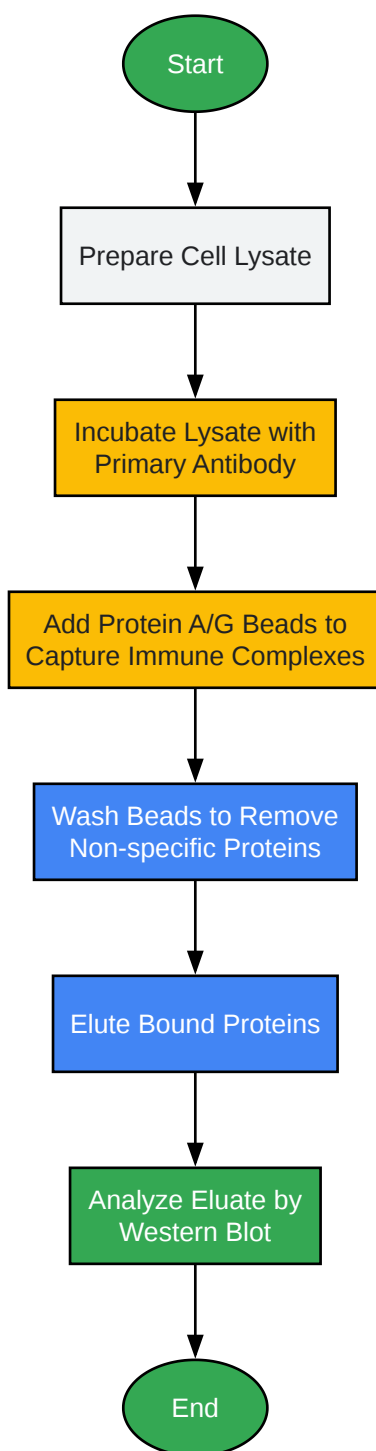 Start
Prepare Cell Lysate
Incubate Lysate with
Primary Antibody
Add Protein A/G Beads to
Capture Immune Complexes
Wash Beads to Remove
Non-specific Proteins
Elute Bound Proteins
Analyze Eluate by
Western Blot
End